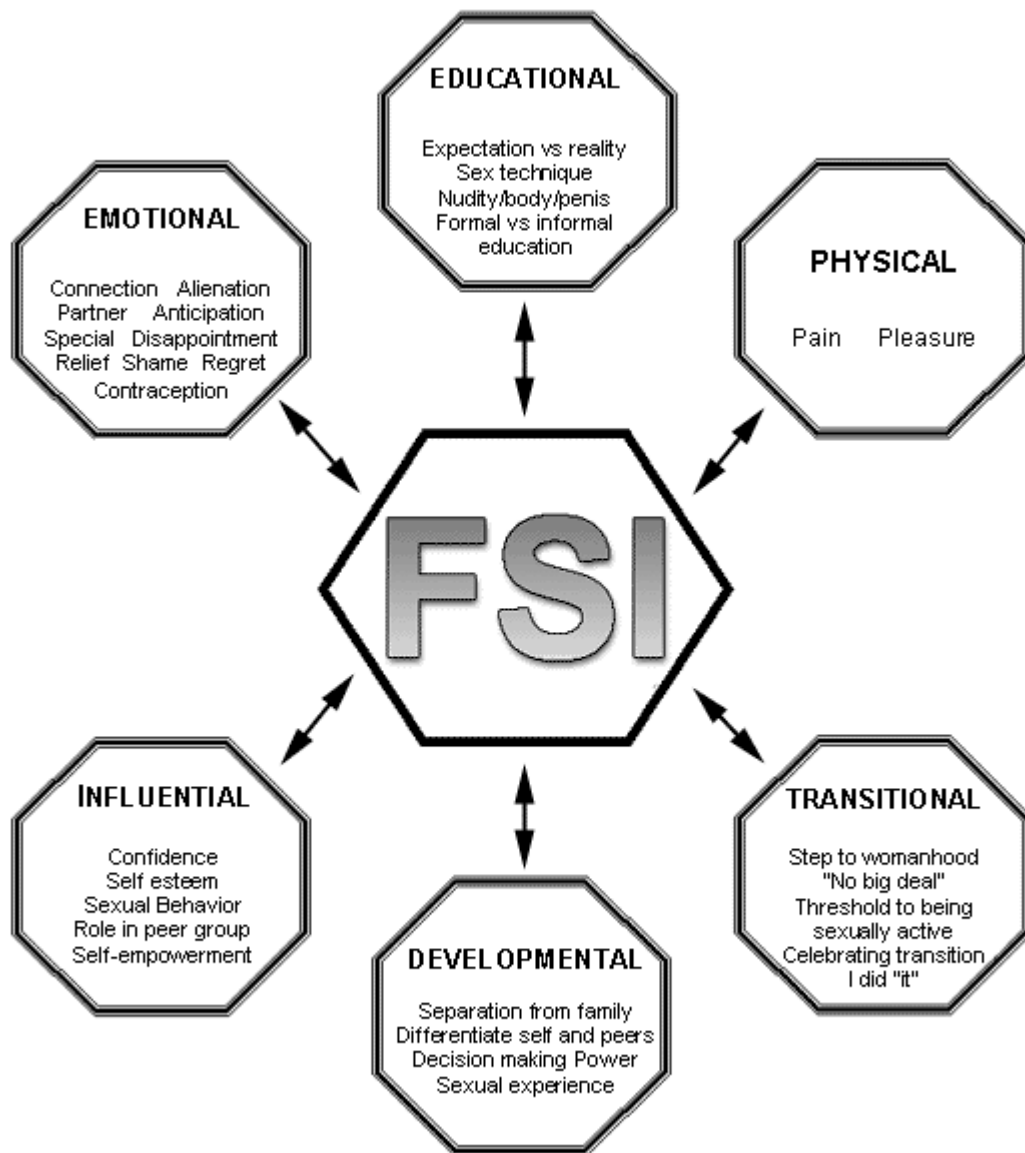 EDUCATIONAL
Expectation vs reality
Sex technique
Nudity/body/penis
Formal vs informal
education
EMOTIONAL
Connection Alienation
Partner Anticipation
Special Disappointment
Relief Shame Regret
Contraception
PHYSICAL
Pain Pleasure
FSI
INFLUENTIAL
Confidence
Self esteem
Sexual Behavior
Role in peer group
Self-empowerment
TRANSITIONAL
Step to womanhood
"No big deal"
Threshold to being
sexually active
Celebrating transition
I did "it"
DEVELOPMENTAL
Separation from family
Differentiate self and peers
Decision making Power
Sexual experience